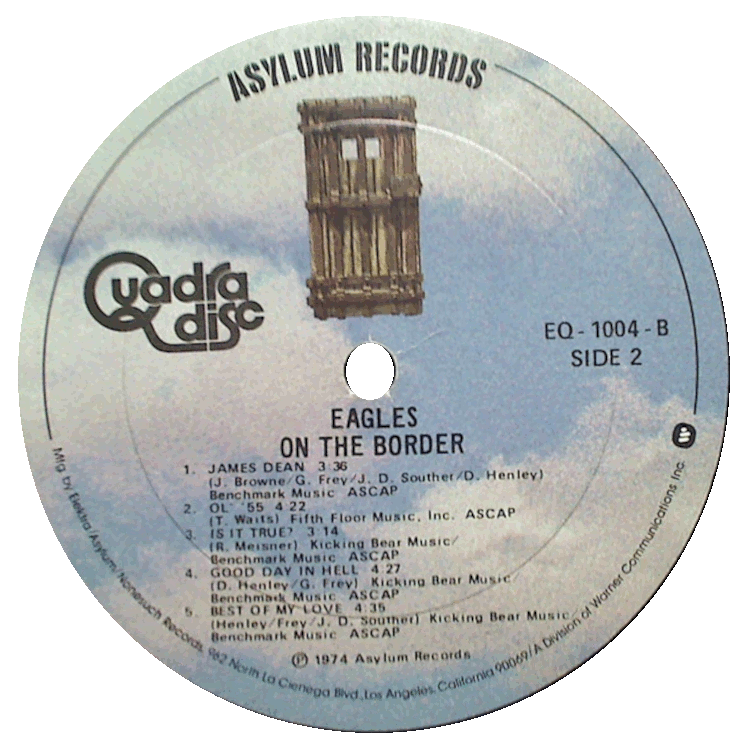 ASYLUM RECORDS
Quadra
disc
EQ - 1004 - B
SIDE 2
EAGLES
ON THE BORDER
1. JAMES DEAN 3:36
(J. Browne/G. Frey/J. D. Souther/D. Henley)
Benchmark Music ASCAP
2. OL' '55 4:22
(T. Waits) Fifth Floor Music, Inc. ASCAP
3. IS IT TRUE? 3:14
(R. Meisner) Kicking Bear Music/
Benchmark Music ASCAP
4. GOOD DAY IN HELL 4:27
(D. Henley/G. Frey) Kicking Bear Music/
Benchmark Music ASCAP
5. BEST OF MY LOVE 4:35
(Henley/Frey/J. D. Souther) Kicking Bear Music/
Benchmark Music ASCAP
Ⓟ 1974 Asylum Records
Mfg by Elektra/Asylum/Nonesuch Records, 962 North La Cienega Blvd., Los Angeles, California 90069/A Division of Warner Communications Inc.